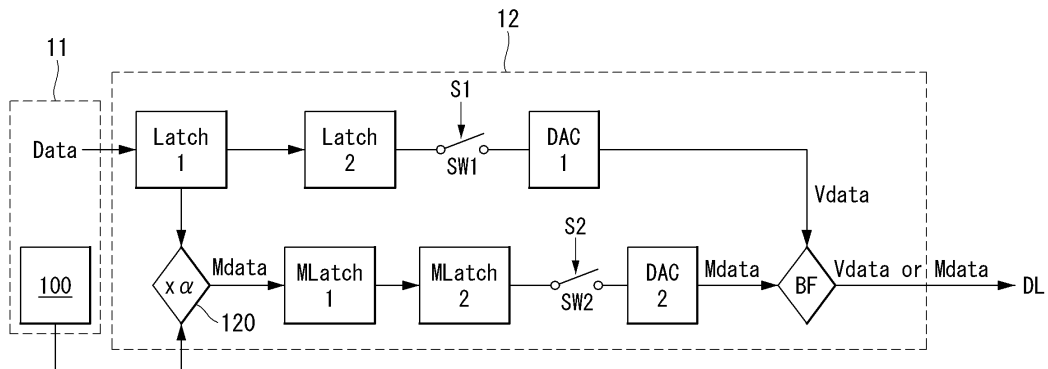 12
11
S1
Data
Latch
1
Latch
2
SW1
DAC
1
Vdata
S2
100
x α
Mdata
120
MLatch
1
MLatch
2
SW2
DAC
2
Mdata
BF
Vdata or Mdata
DL